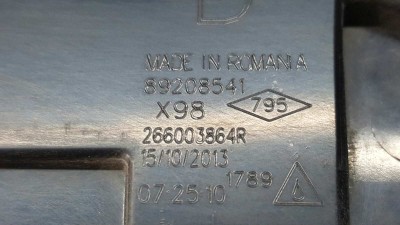 D
MADE IN ROMANIA
89208541
X98 795
266003864R
15/10/2013
07:25:10 1789